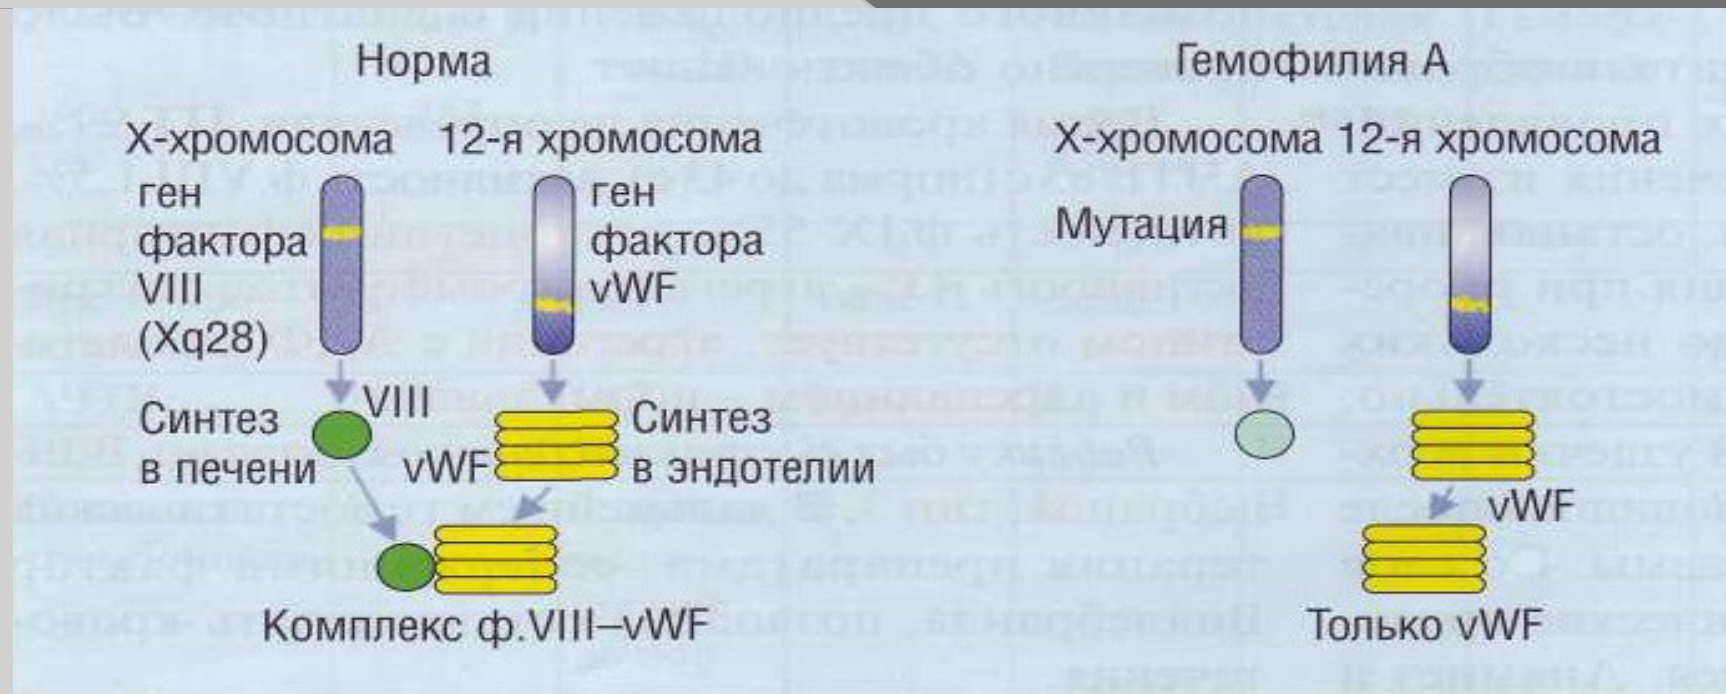 Норма
Х-хромосома
12-я хромосома
ген
фактора
VIII
(Xq28)
ген
фактора
vWF
VIII
Синтез
в печени
vWF
Синтез
в эндотелии
Комплекс ф.VIII–vWF
Гемофилия А
Х-хромосома
12-я хромосома
Мутация
vWF
Только vWF